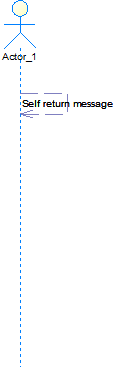 Actor_1
Self return message